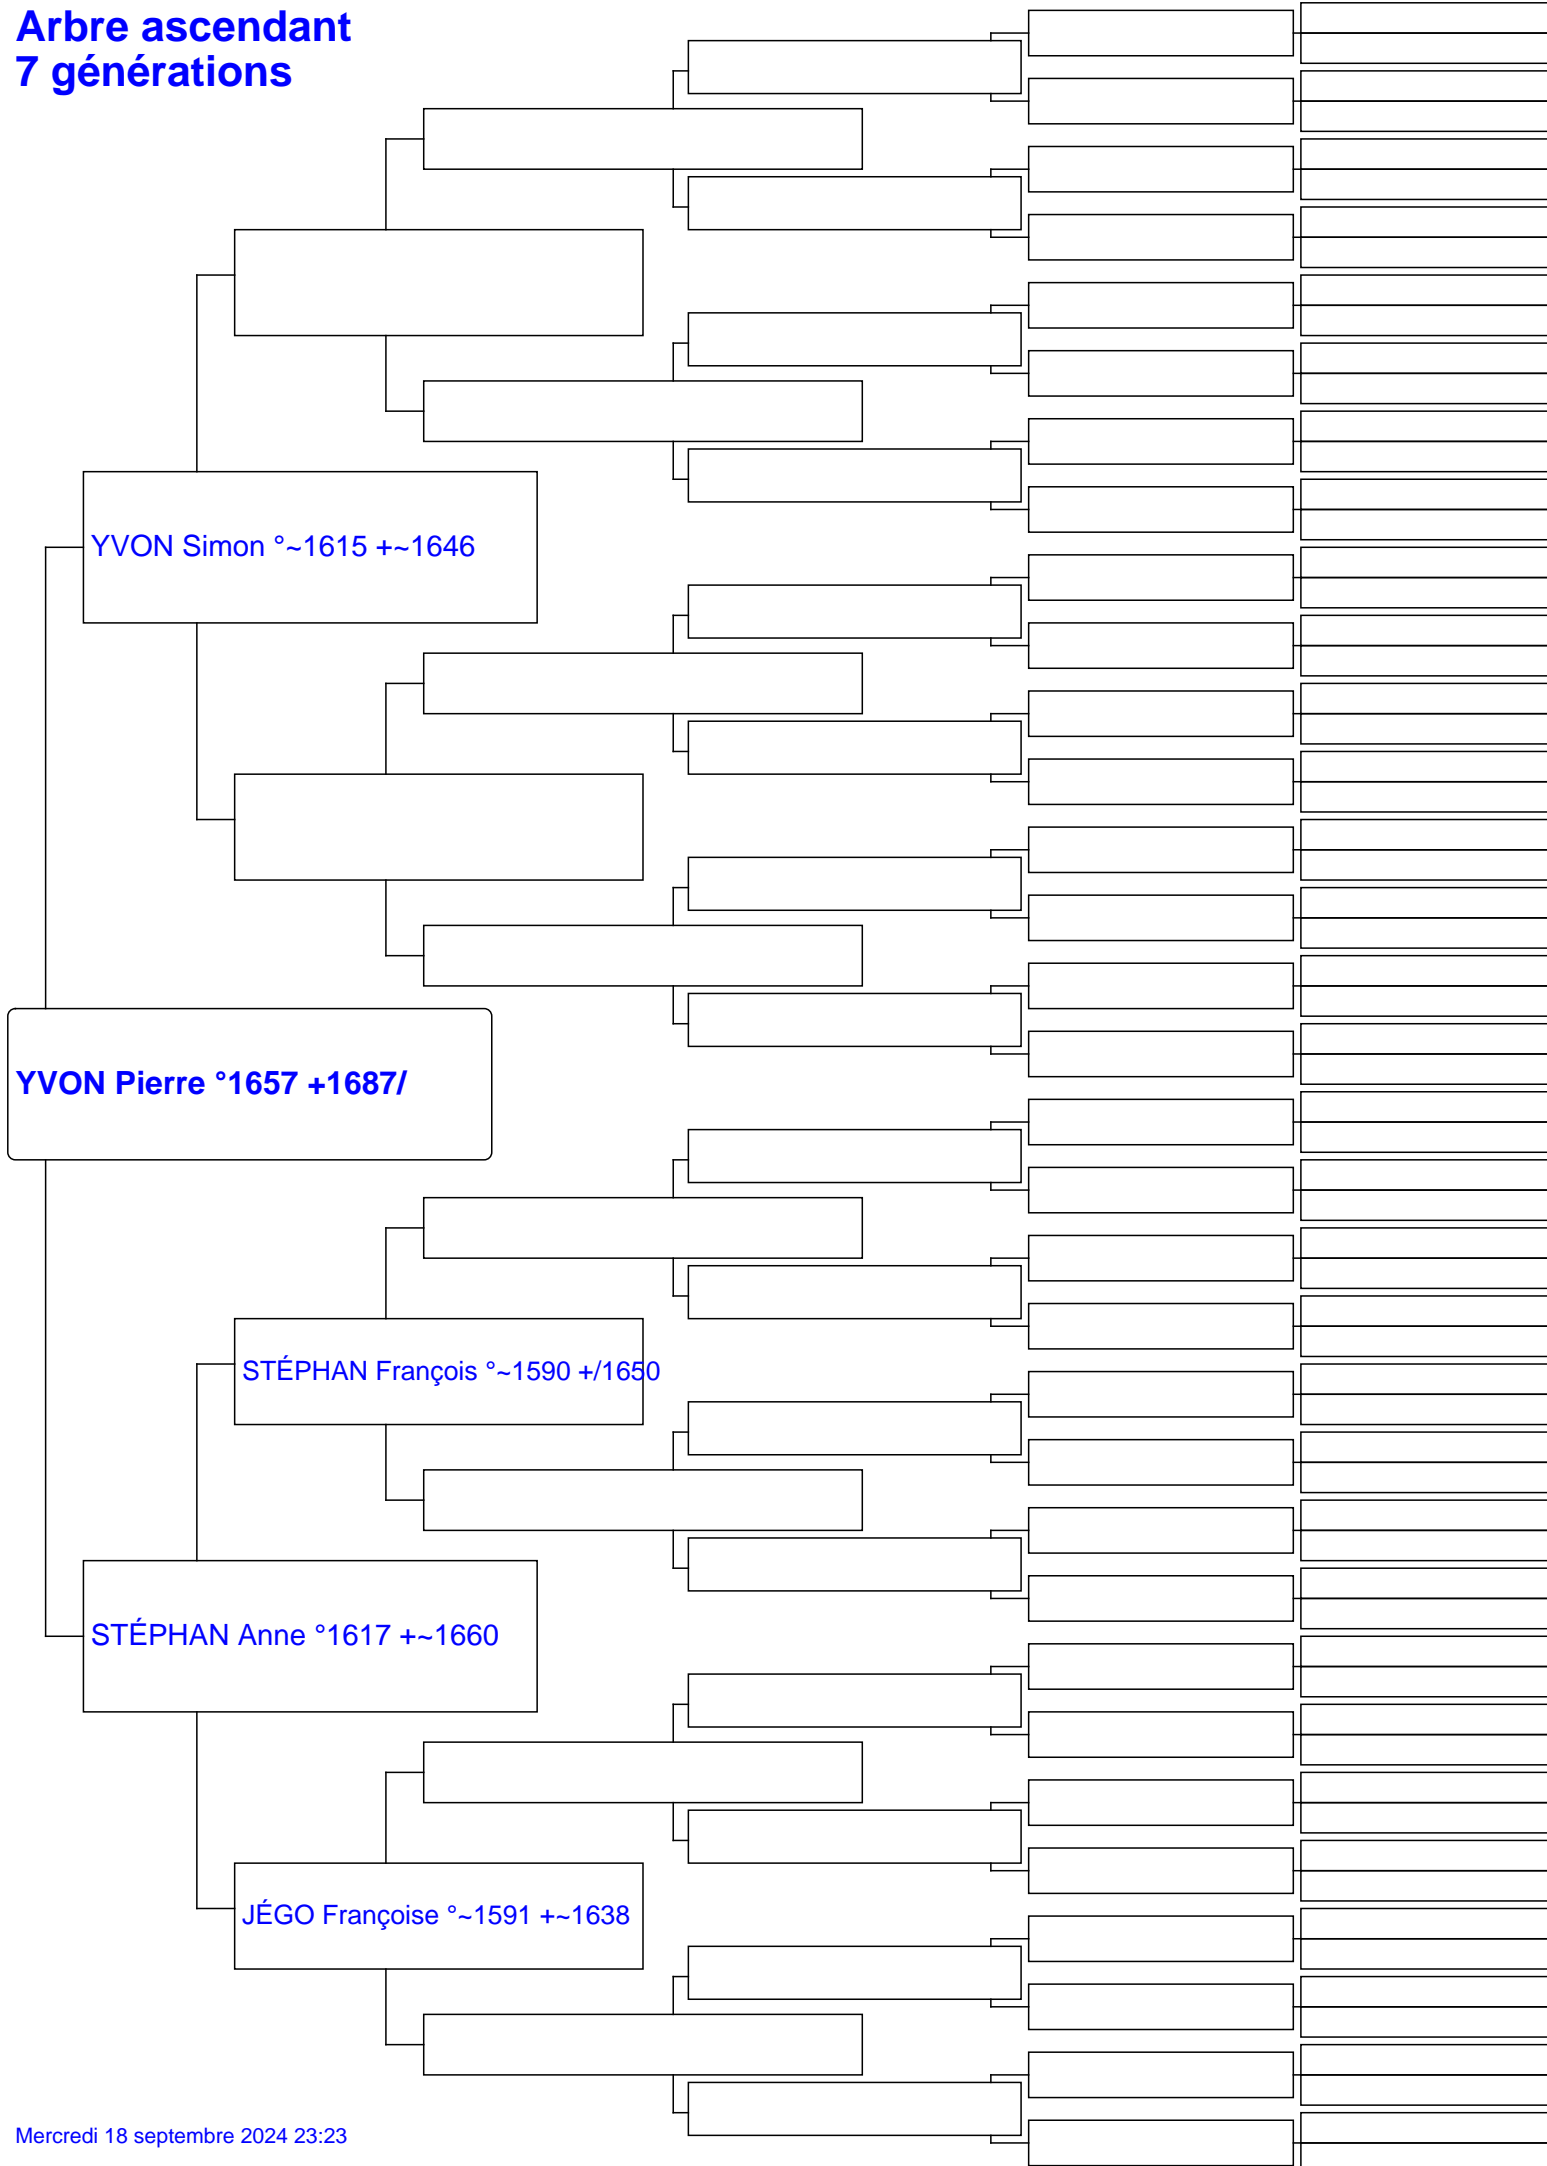 Arbre ascendant
7 générations
YVON Simon °~1615 +~1646
YVON Pierre °1657 +1687/
STÉPHAN François °~1590 +/1650
STÉPHAN Anne °1617 +~1660
JÉGO Françoise °~1591 +~1638
Mercredi 18 septembre 2024 23:23